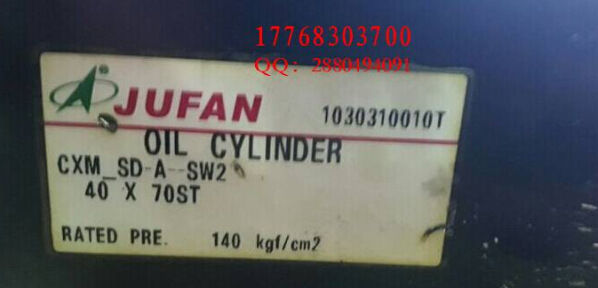 17768303700
QQ: 2880494091
JUFAN
1030310010T
OIL CYLINDER
CXM_SD-A--SW2
40 X 70ST
RATED PRE. 140 kgf/cm2